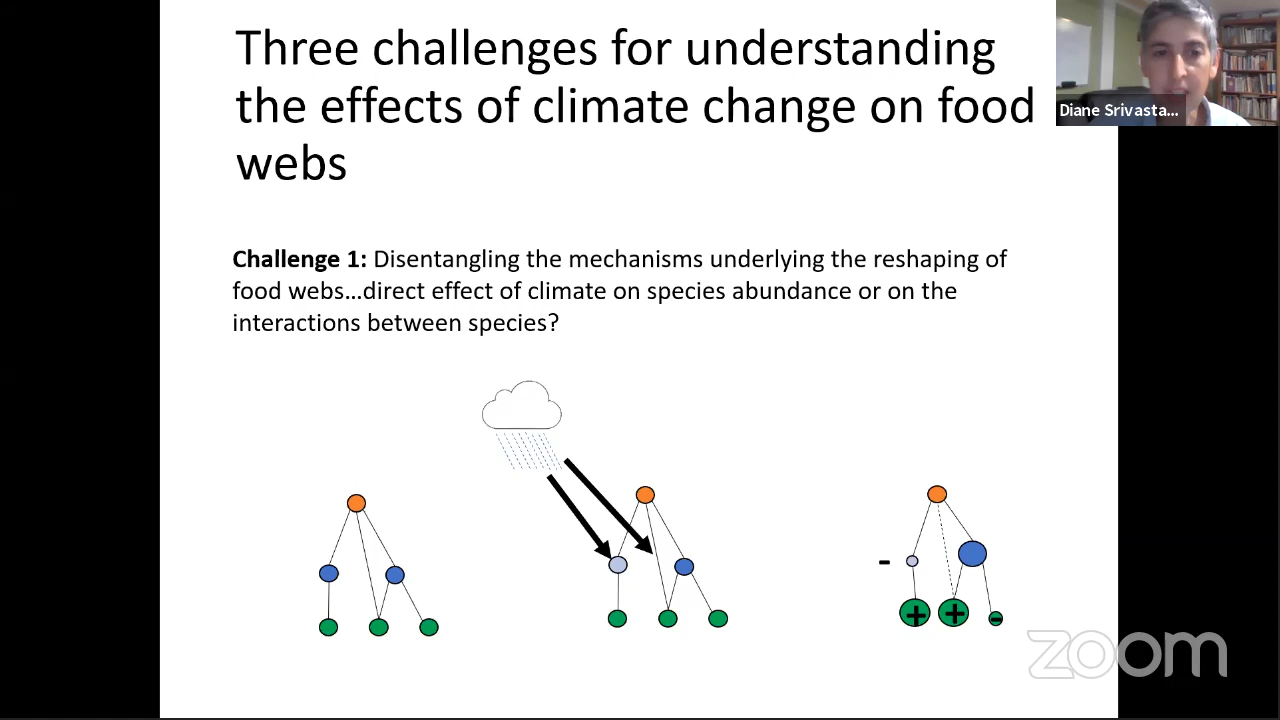 Three challenges for understanding
the effects of climate change on food
webs
Diane Srivasta...
Challenge 1: Disentangling the mechanisms underlying the reshaping of
food webs...direct effect of climate on species abundance or on the
interactions between species?
-
+ + -
zoom